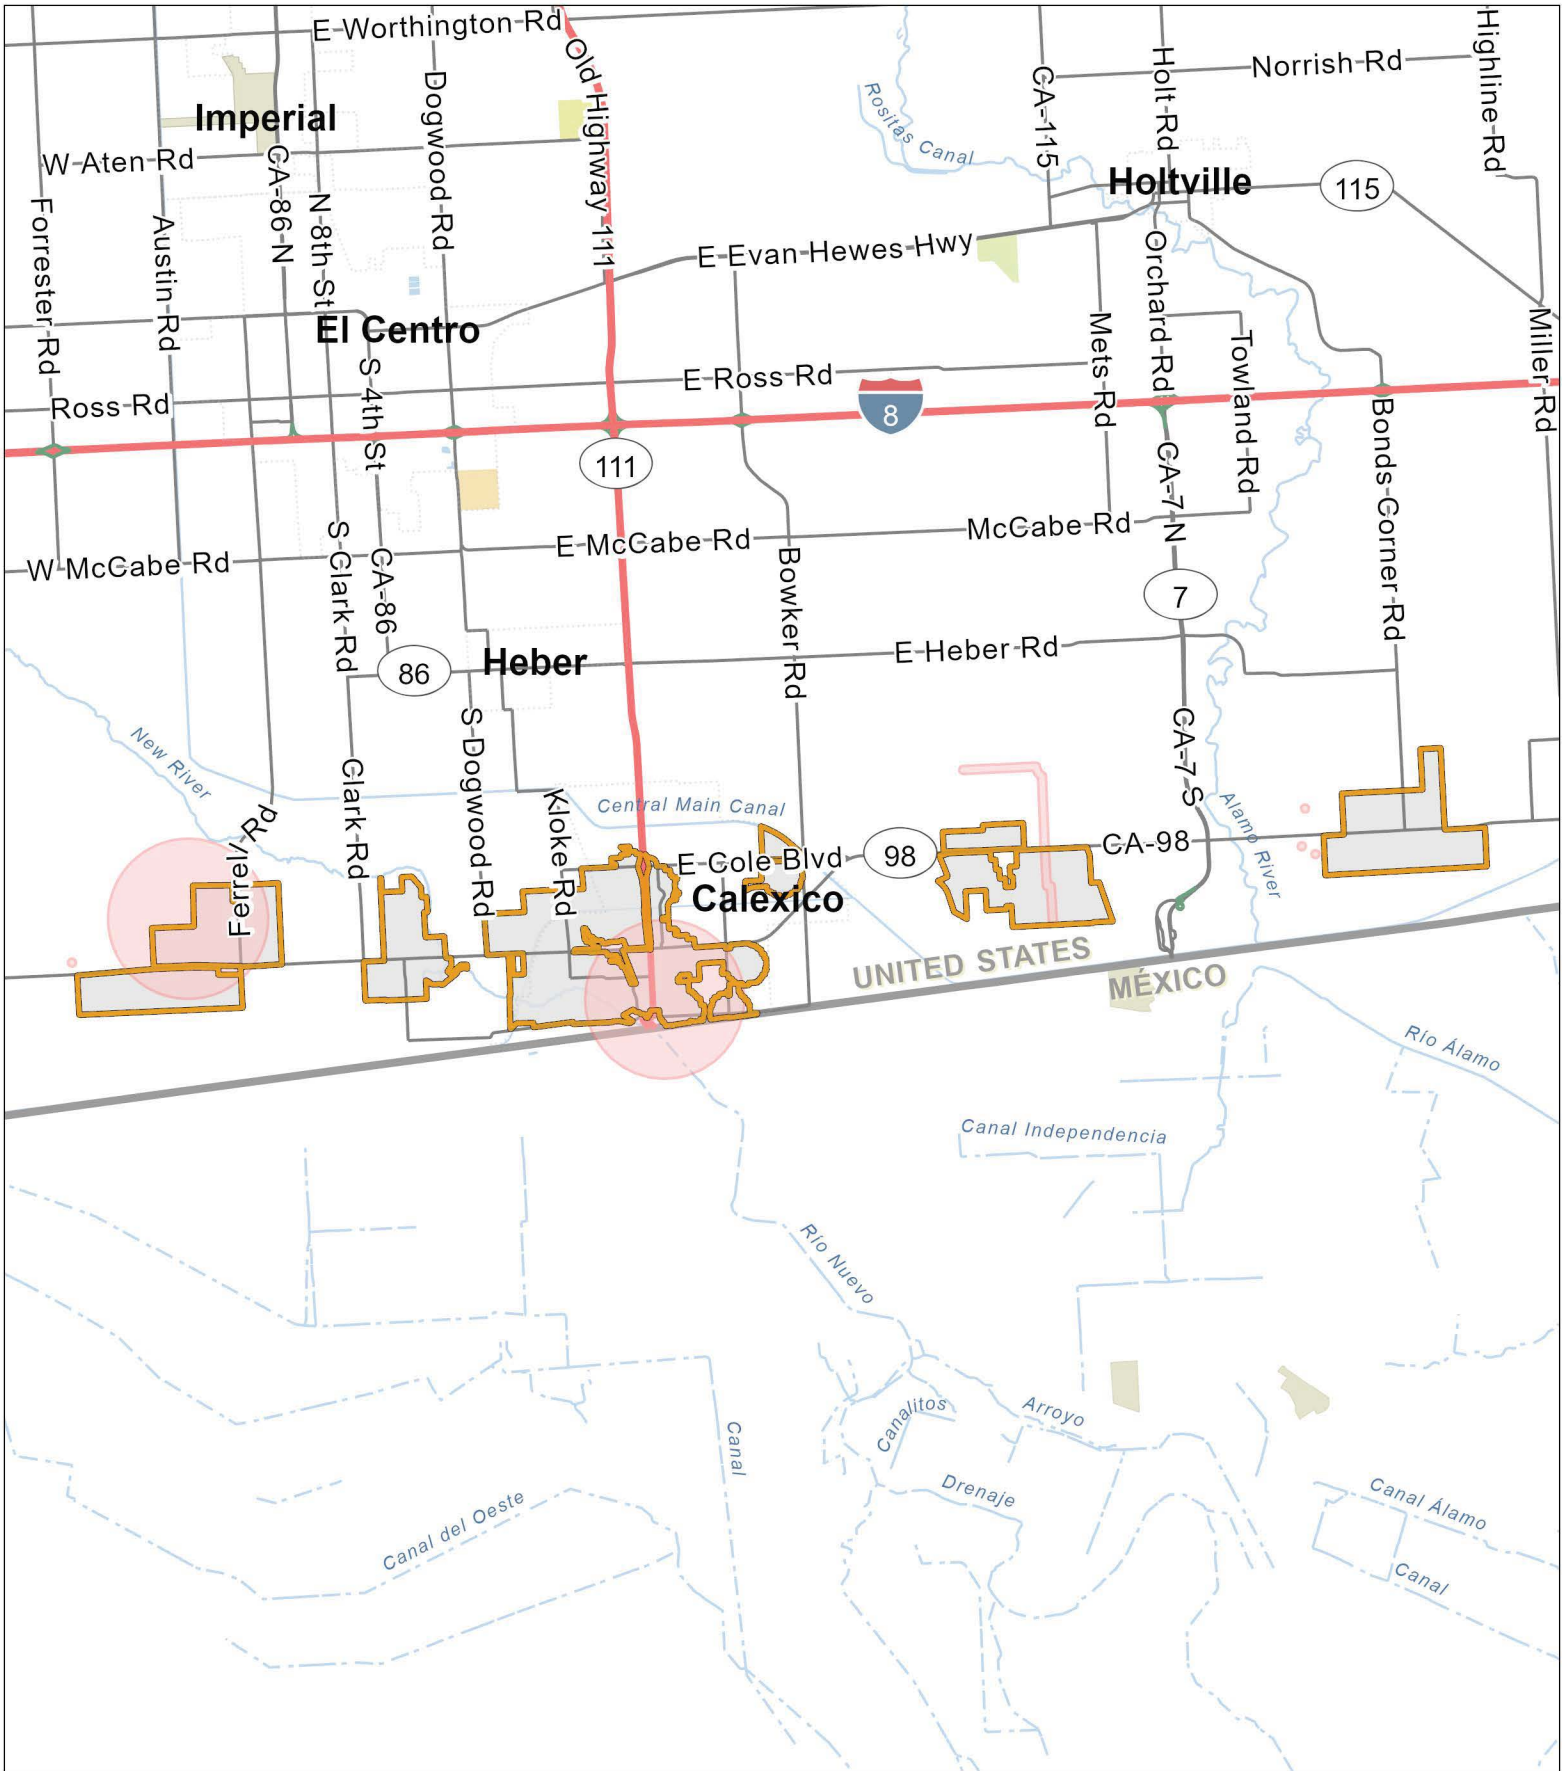 E Worthington Rd
Old Highway 111
Dogwood Rd
Highline Rd
Norrish Rd
Holt Rd
CA-115
Rositas Canal
Imperial
W Aten Rd
CA-86 N
N 8th St
Holtville
115
Forrester Rd
Austin Rd
E Evan Hewes Hwy
Orchard Rd
El Centro
Mets Rd
Towland Rd
Miller Rd
S 4th St
E Ross Rd
Ross Rd
8
Bonds Corner Rd
111
CA-7 N
McCabe Rd
E McCabe Rd
S Clark Rd
CA-86
W McCabe Rd
Bowker Rd
7
E Heber Rd
Heber
86
New River
S Dogwood Rd
CA-7 S
Clark Rd
Kloke Rd
Central Main Canal
Alamo River
Ferrell Rd
E Cole Blvd
98
CA-98
Calexico
UNITED STATES
MÉXICO
Río Álamo
Canal Independencia
Río Nuevo
Canalitos
Arroyo
Canal
Drenaje
Canal Álamo
Canal del Oeste
Canal